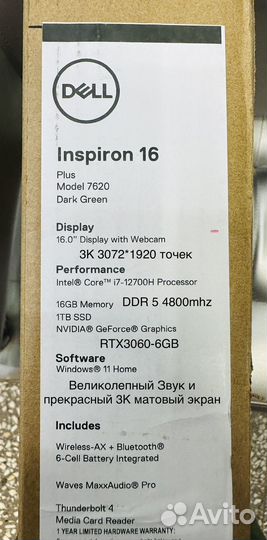 DELL
Inspiron 16
Plus
Model 7620
Dark Green
Display
16.0” Display with Webcam
3K 3072*1920 точек
Performance
Intel® Core™ i7-12700H Processor
16GB Memory DDR 5 4800mhz
1TB SSD
NVIDIA® GeForce® Graphics
RTX3060-6GB
Software
Windows® 11 Home
Великолепный Звук и
прекрасный 3К матовый экран
Includes
Wireless-AX + Bluetooth®
6-Cell Battery Integrated
Waves MaxxAudio® Pro
Thunderbolt 4
Media Card Reader
1 YEAR LIMITED HARDWARE WARRANTY:
Avito